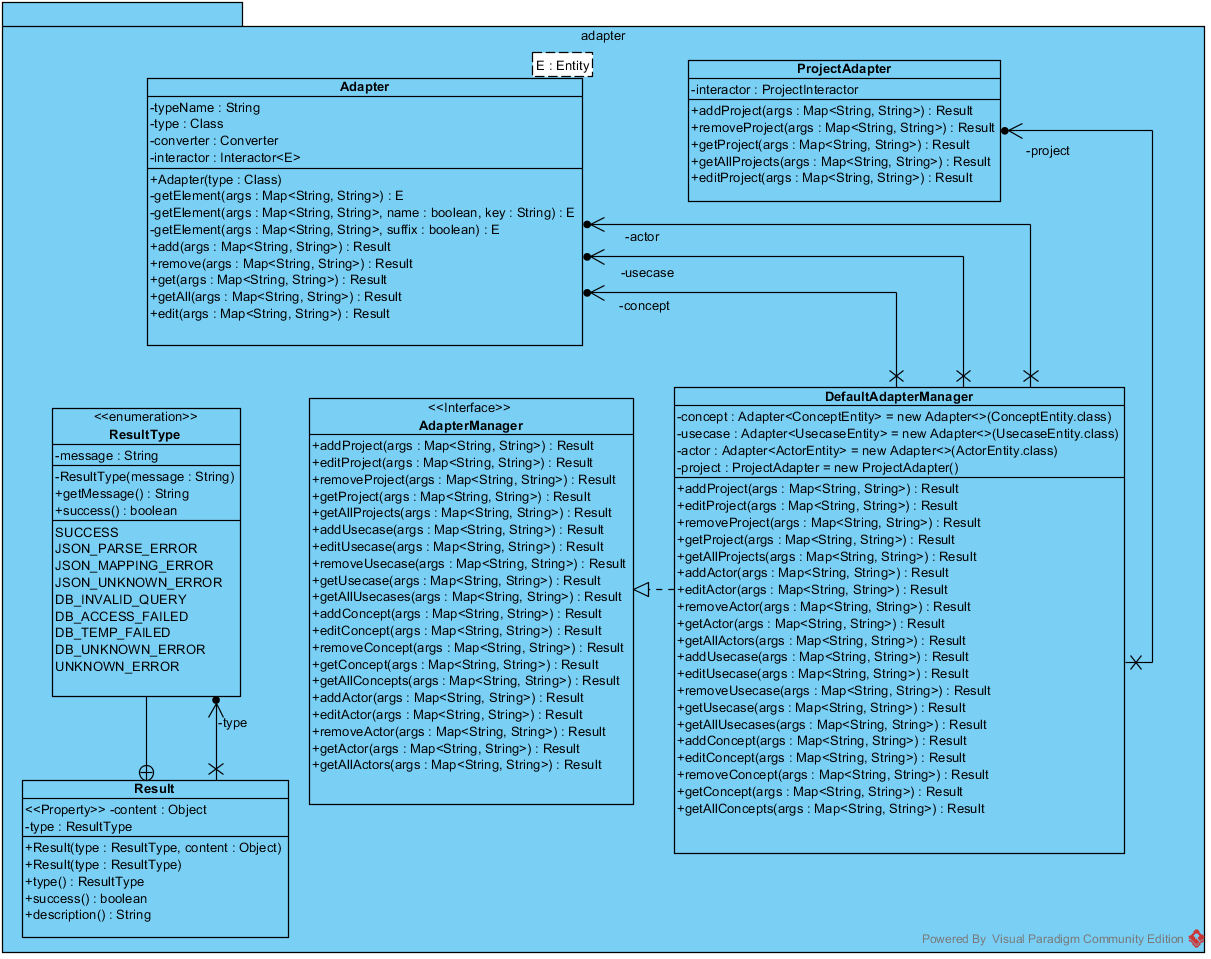 adapter
E : Entity
Adapter
-typeName : String
-type : Class
-converter : Converter
-interactor : Interactor<E>
+Adapter(type : Class)
-getElement(args : Map<String, String>) : E
-getElement(args : Map<String, String>, name : boolean, key : String) : E
-getElement(args : Map<String, String>, suffix : boolean) : E
+add(args : Map<String, String>) : Result
+remove(args : Map<String, String>) : Result
+get(args : Map<String, String>) : Result
+getAll(args : Map<String, String>) : Result
+edit(args : Map<String, String>) : Result
ProjectAdapter
-interactor : ProjectInteractor
+addProject(args : Map<String, String>) : Result
+removeProject(args : Map<String, String>) : Result
+getProject(args : Map<String, String>) : Result
+getAllProjects(args : Map<String, String>) : Result
+editProject(args : Map<String, String>) : Result
-project
-actor
-usecase
-concept
<<enumeration>>
ResultType
-message : String
-ResultType(message : String)
+getMessage() : String
+success() : boolean
SUCCESS
JSON_PARSE_ERROR
JSON_MAPPING_ERROR
JSON_UNKNOWN_ERROR
DB_INVALID_QUERY
DB_ACCESS_FAILED
DB_TEMP_FAILED
DB_UNKNOWN_ERROR
UNKNOWN_ERROR
-type
Result
<<Property>> -content : Object
-type : ResultType
+Result(type : ResultType, content : Object)
+Result(type : ResultType)
+type() : ResultType
+success() : boolean
+description() : String
<<Interface>>
AdapterManager
+addProject(args : Map<String, String>) : Result
+editProject(args : Map<String, String>) : Result
+removeProject(args : Map<String, String>) : Result
+getProject(args : Map<String, String>) : Result
+getAllProjects(args : Map<String, String>) : Result
+addUsecase(args : Map<String, String>) : Result
+editUsecase(args : Map<String, String>) : Result
+removeUsecase(args : Map<String, String>) : Result
+getUsecase(args : Map<String, String>) : Result
+getAllUsecases(args : Map<String, String>) : Result
+addConcept(args : Map<String, String>) : Result
+editConcept(args : Map<String, String>) : Result
+removeConcept(args : Map<String, String>) : Result
+getConcept(args : Map<String, String>) : Result
+getAllConcepts(args : Map<String, String>) : Result
+addActor(args : Map<String, String>) : Result
+editActor(args : Map<String, String>) : Result
+removeActor(args : Map<String, String>) : Result
+getActor(args : Map<String, String>) : Result
+getAllActors(args : Map<String, String>) : Result
DefaultAdapterManager
-concept : Adapter<ConceptEntity> = new Adapter<>(ConceptEntity.class)
-usecase : Adapter<UsecaseEntity> = new Adapter<>(UsecaseEntity.class)
-actor : Adapter<ActorEntity> = new Adapter<>(ActorEntity.class)
-project : ProjectAdapter = new ProjectAdapter()
+addProject(args : Map<String, String>) : Result
+editProject(args : Map<String, String>) : Result
+removeProject(args : Map<String, String>) : Result
+getProject(args : Map<String, String>) : Result
+getAllProjects(args : Map<String, String>) : Result
+addActor(args : Map<String, String>) : Result
+editActor(args : Map<String, String>) : Result
+removeActor(args : Map<String, String>) : Result
+getActor(args : Map<String, String>) : Result
+getAllActors(args : Map<String, String>) : Result
+addUsecase(args : Map<String, String>) : Result
+editUsecase(args : Map<String, String>) : Result
+removeUsecase(args : Map<String, String>) : Result
+getUsecase(args : Map<String, String>) : Result
+getAllUsecases(args : Map<String, String>) : Result
+addConcept(args : Map<String, String>) : Result
+editConcept(args : Map<String, String>) : Result
+removeConcept(args : Map<String, String>) : Result
+getConcept(args : Map<String, String>) : Result
+getAllConcepts(args : Map<String, String>) : Result
Powered By Visual Paradigm Community Edition